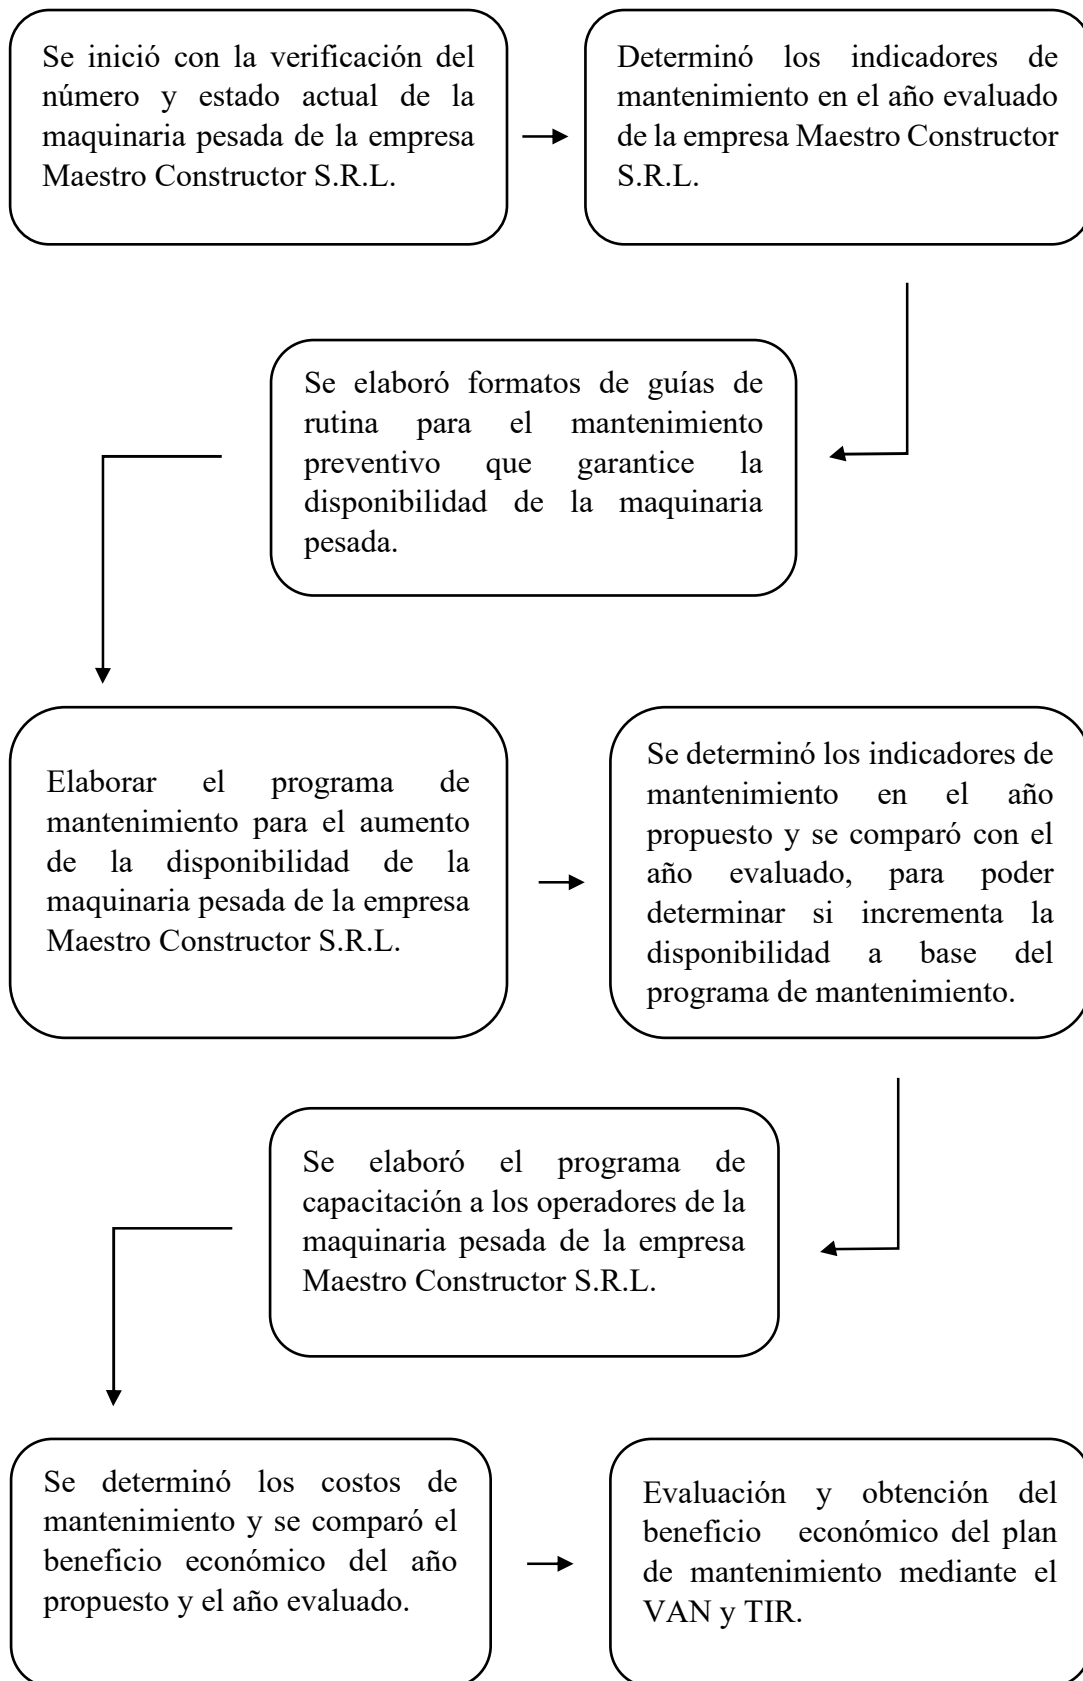 Se inició con la verificación del
número y estado actual de la
maquinaria pesada de la empresa
Maestro Constructor S.R.L.
Determinó los indicadores de
mantenimiento en el año evaluado
de la empresa Maestro Constructor
S.R.L.
Se elaboró formatos de guías de
rutina para el mantenimiento
preventivo que garantice la
disponibilidad de la maquinaria
pesada.
Elaborar el programa de
mantenimiento para el aumento
de la disponibilidad de la
maquinaria pesada de la empresa
Maestro Constructor S.R.L.
Se determinó los indicadores de
mantenimiento en el año
propuesto y se comparó con el
año evaluado, para poder
determinar si incrementa la
disponibilidad a base del
programa de mantenimiento.
Se elaboró el programa de
capacitación a los operadores de la
maquinaria pesada de la empresa
Maestro Constructor S.R.L.
Se determinó los costos de
mantenimiento y se comparó el
beneficio económico del año
propuesto y el año evaluado.
Evaluación y obtención del
beneficio económico del plan
de mantenimiento mediante el
VAN y TIR.